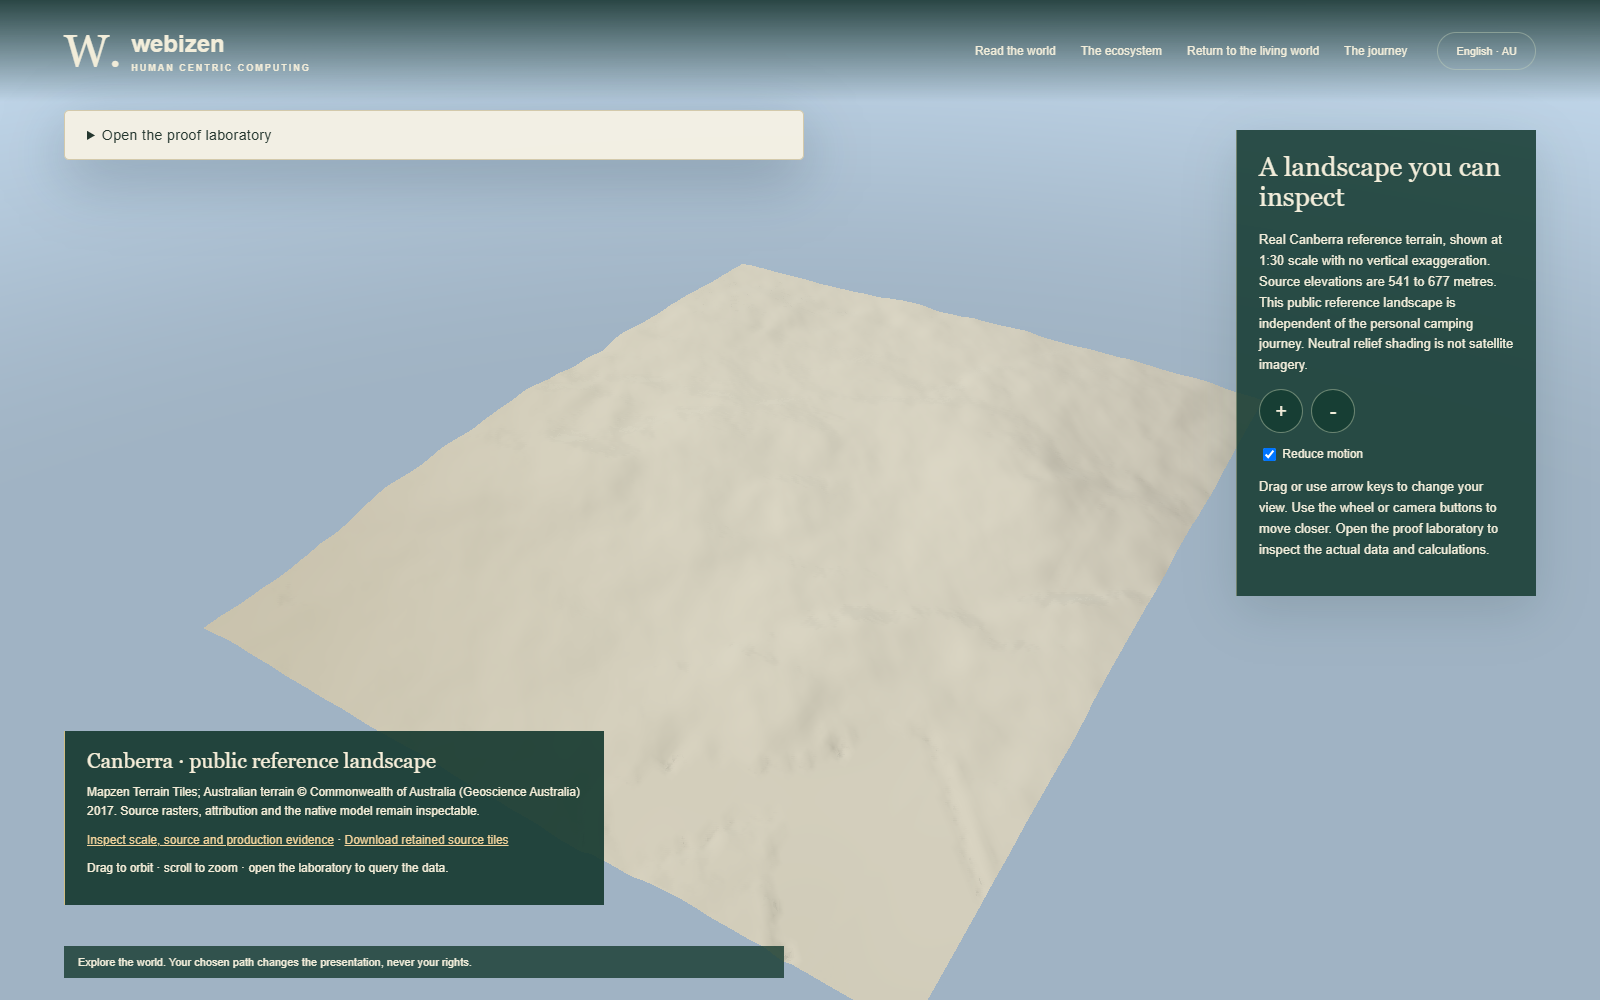 W.
webizen
HUMAN CENTRIC COMPUTING
Read the world
The ecosystem
Return to the living world
The journey
English · AU
Open the proof laboratory
A landscape you can
inspect
Real Canberra reference terrain, shown at
1:30 scale with no vertical exaggeration.
Source elevations are 541 to 677 metres.
This public reference landscape is
independent of the personal camping
journey. Neutral relief shading is not satellite
imagery.
+
-
Reduce motion
Drag or use arrow keys to change your
view. Use the wheel or camera buttons to
move closer. Open the proof laboratory to
inspect the actual data and calculations.
Canberra · public reference landscape
Mapzen Terrain Tiles; Australian terrain © Commonwealth of Australia (Geoscience Australia)
2017. Source rasters, attribution and the native model remain inspectable.
Inspect scale, source and production evidence · Download retained source tiles
Drag to orbit · scroll to zoom · open the laboratory to query the data.
Explore the world. Your chosen path changes the presentation, never your rights.